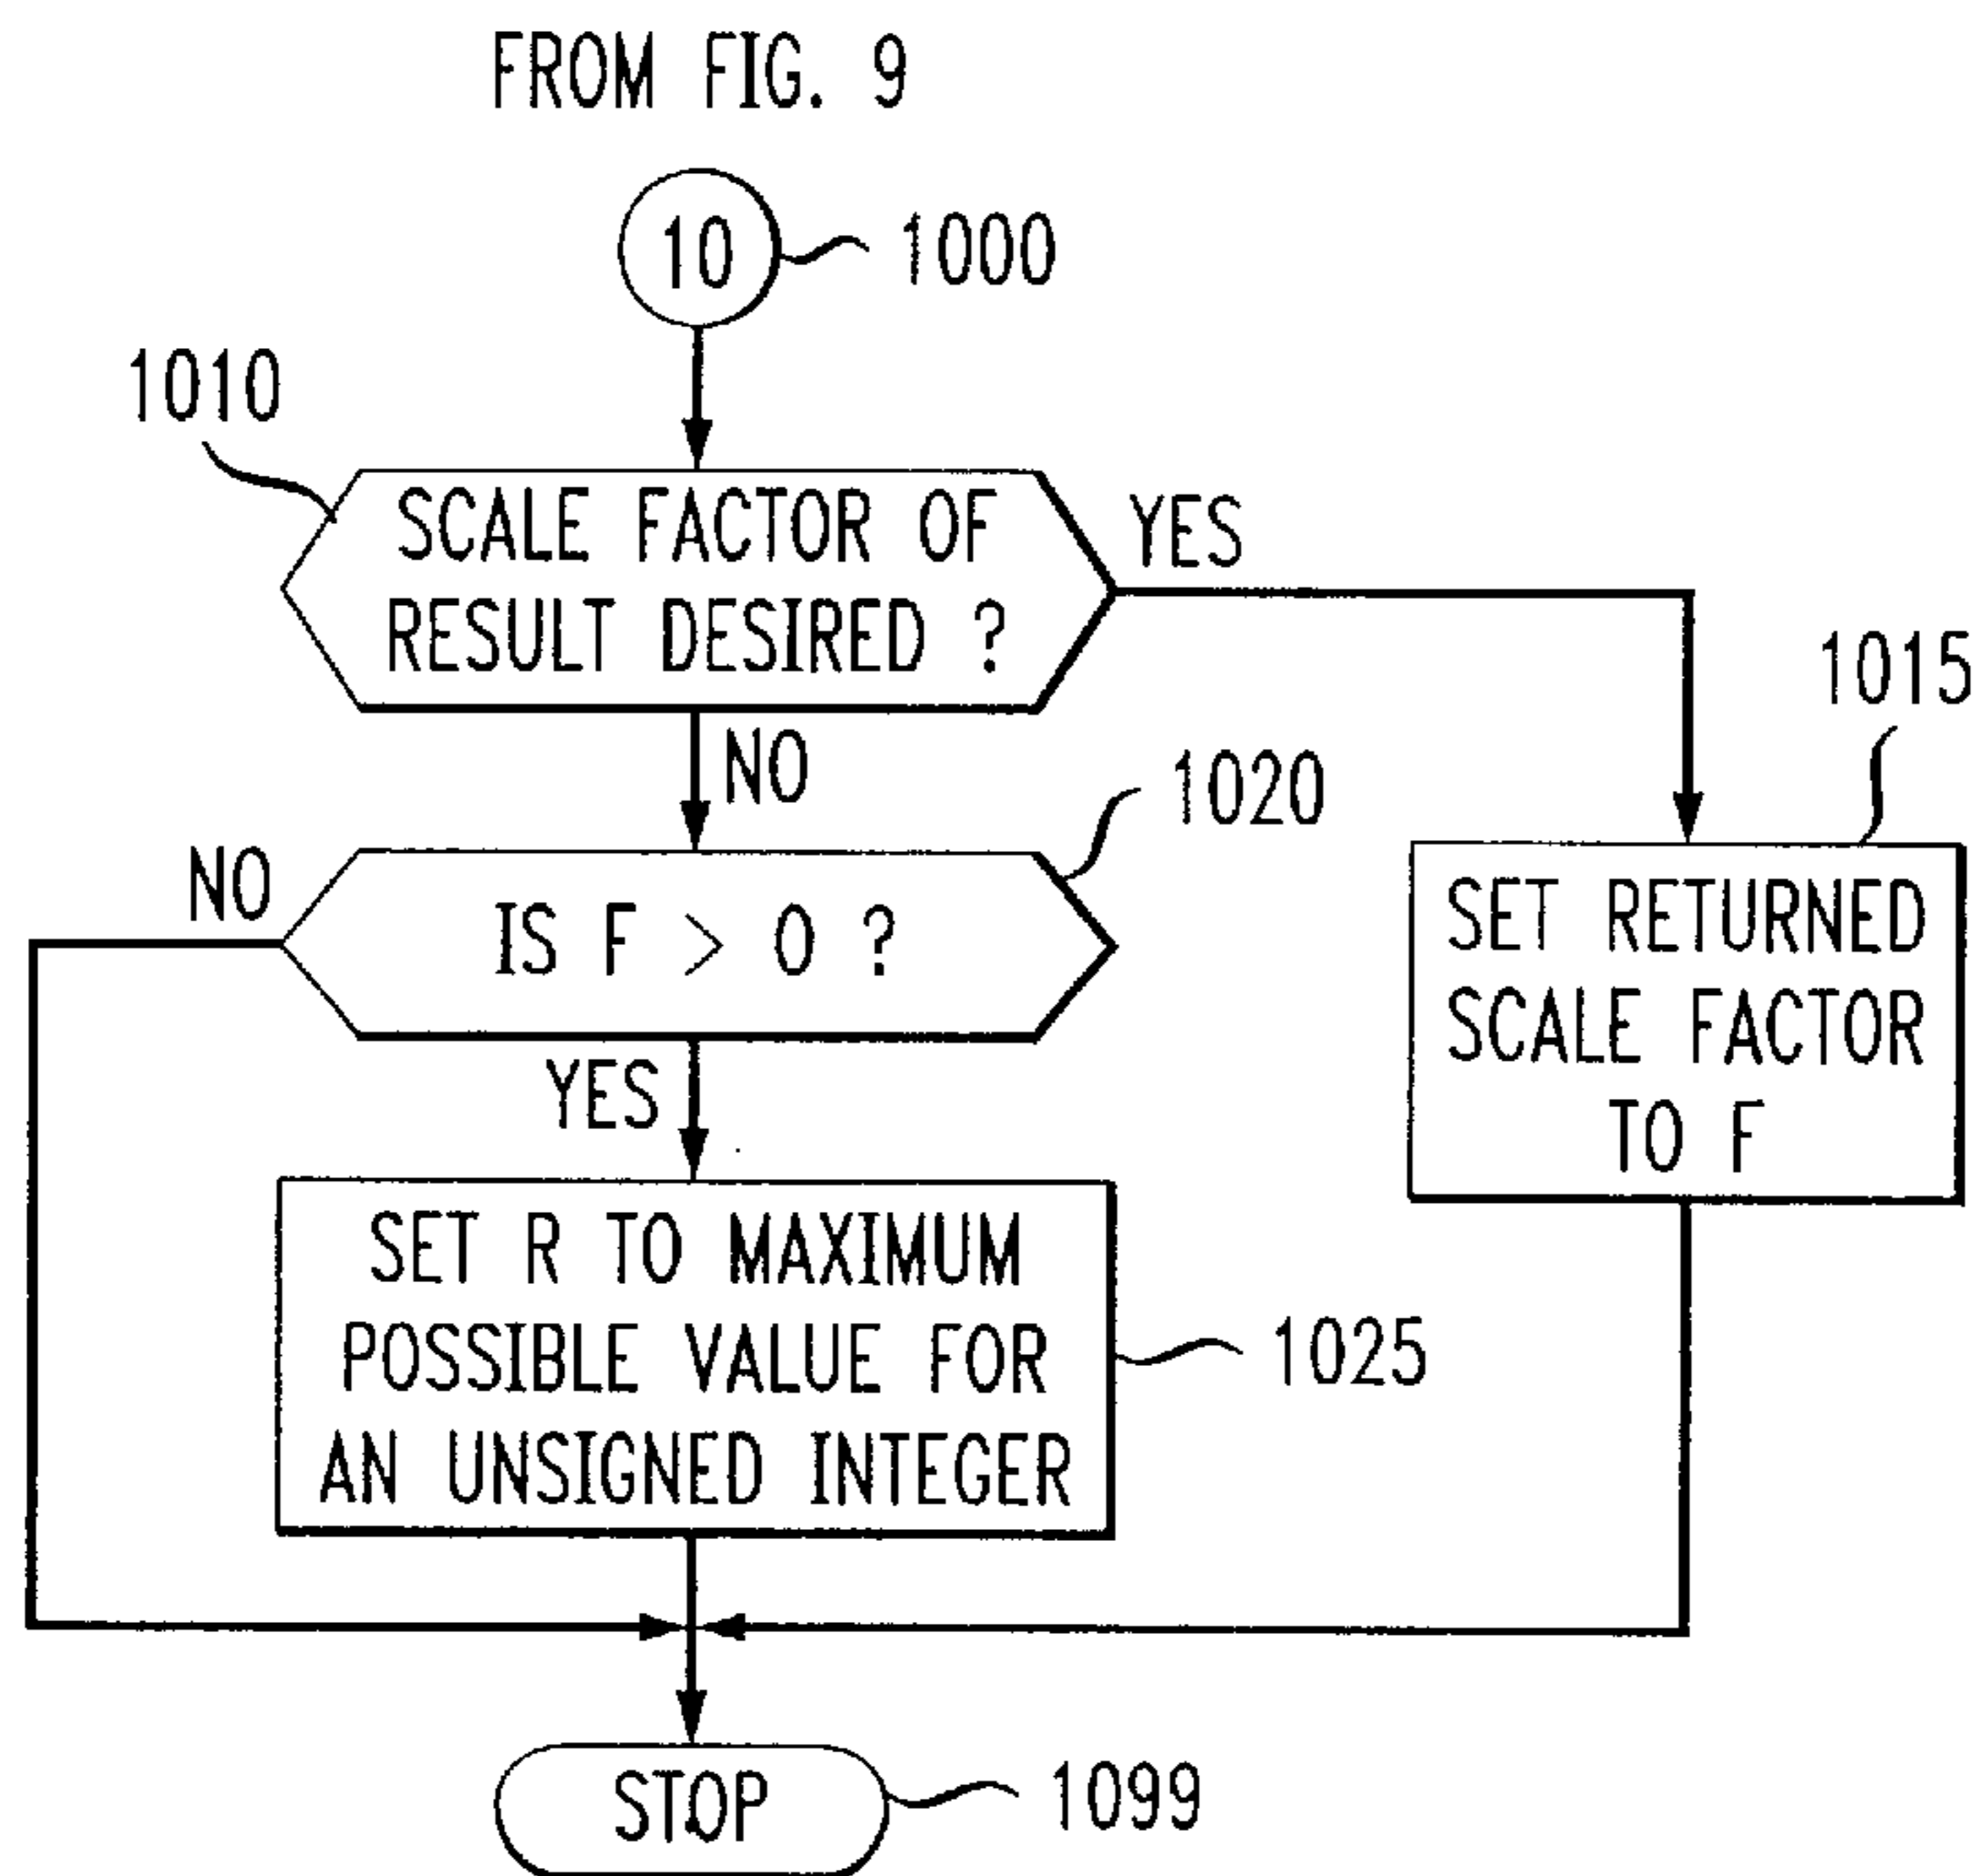 FROM FIG. 9
10
1000
1010
SCALE FACTOR OF
RESULT DESIRED ?
YES
1015
NO
1020
NO
IS F > 0 ?
SET RETURNED
SCALE FACTOR
TO F
YES
SET R TO MAXIMUM
POSSIBLE VALUE FOR
AN UNSIGNED INTEGER
1025
STOP
1099